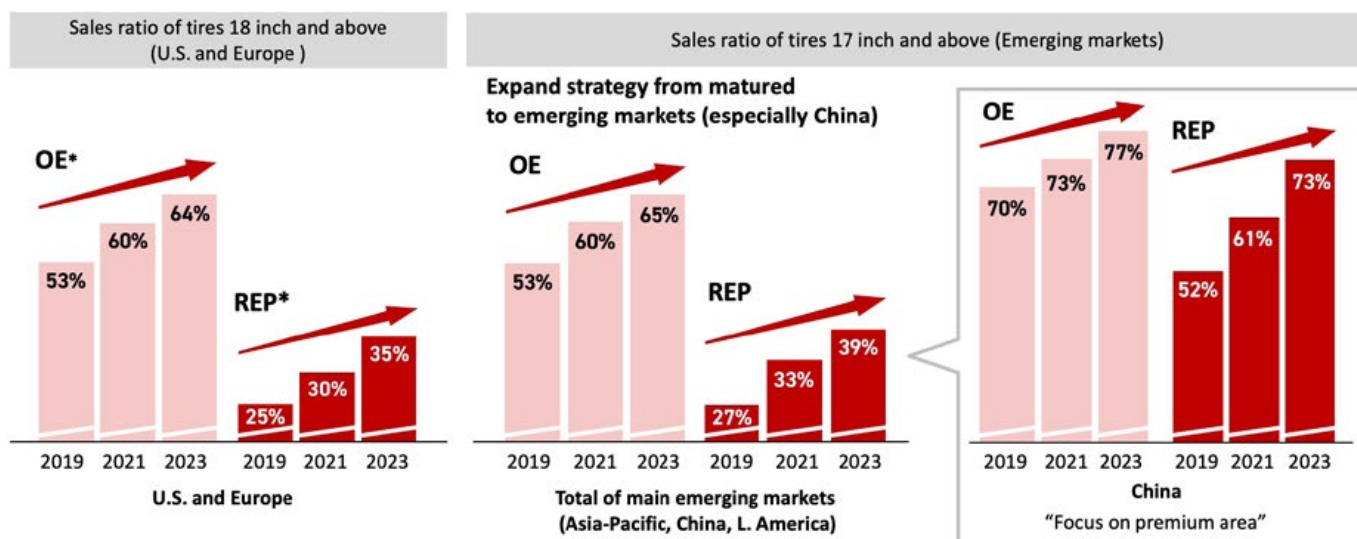 Sales ratio of tires 18 inch and above
(U.S. and Europe )
OE*
53%
60%
64%
REP*
25%
30%
35%
2019 2021 2023 2019 2021 2023
U.S. and Europe
Sales ratio of tires 17 inch and above (Emerging markets)
Expand strategy from matured
to emerging markets (especially China)
OE
53%
60%
65%
REP
27%
33%
39%
2019 2021 2023 2019 2021 2023
Total of main emerging markets
(Asia-Pacific, China, L. America)
OE
70%
73%
77%
REP
52%
61%
73%
2019 2021 2023 2019 2021 2023
China
“Focus on premium area”